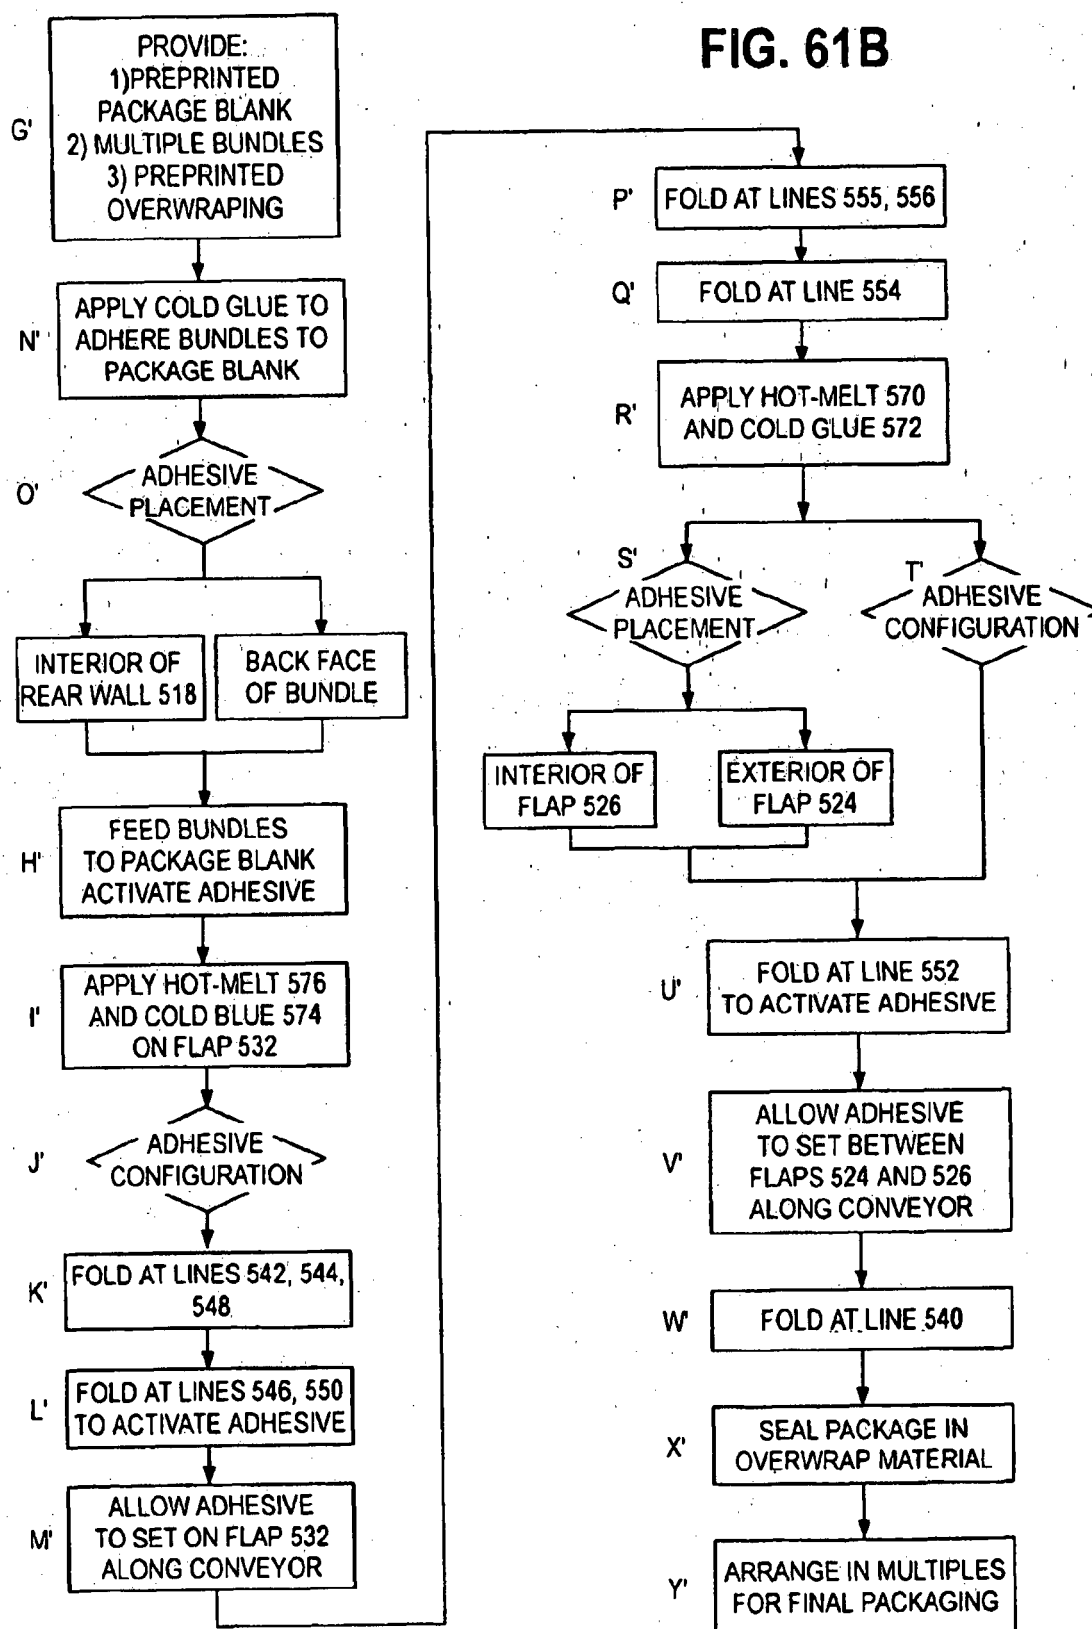 FIG. 61B
G'
PROVIDE:
1)PREPRINTED
PACKAGE BLANK
2) MULTIPLE BUNDLES
3) PREPRINTED
OVERWRAPING
N'
APPLY COLD GLUE TO
ADHERE BUNDLES TO
PACKAGE BLANK
O'
ADHESIVE
PLACEMENT
INTERIOR OF
REAR WALL 518
BACK FACE
OF BUNDLE
H'
FEED BUNDLES
TO PACKAGE BLANK
ACTIVATE ADHESIVE
I'
APPLY HOT-MELT 576
AND COLD BLUE 574
ON FLAP 532
J'
ADHESIVE
CONFIGURATION
K'
FOLD AT LINES 542, 544,
548
L'
FOLD AT LINES 546, 550
TO ACTIVATE ADHESIVE
M'
ALLOW ADHESIVE
TO SET ON FLAP 532
ALONG CONVEYOR
P'
FOLD AT LINES 555, 556
Q'
FOLD AT LINE 554
R'
APPLY HOT-MELT 570
AND COLD GLUE 572
S'
ADHESIVE
PLACEMENT
T'
ADHESIVE
CONFIGURATION
INTERIOR OF
FLAP 526
EXTERIOR OF
FLAP 524
U'
FOLD AT LINE 552
TO ACTIVATE ADHESIVE
V'
ALLOW ADHESIVE
TO SET BETWEEN
FLAPS 524 AND 526
ALONG CONVEYOR
W'
FOLD AT LINE 540
X'
SEAL PACKAGE IN
OVERWRAP MATERIAL
Y'
ARRANGE IN MULTIPLES
FOR FINAL PACKAGING